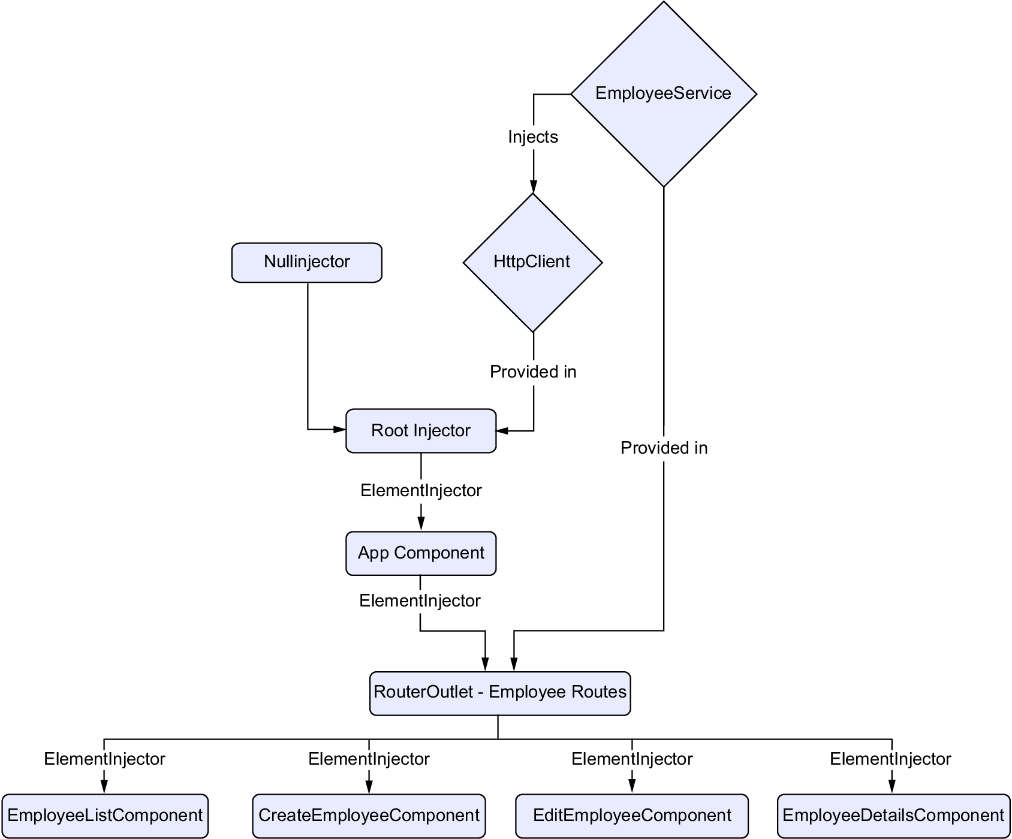 EmployeeService
Injects
Nullinjector
HttpClient
Provided in
Root Injector
Provided in
ElementInjector
App Component
ElementInjector
RouterOutlet - Employee Routes
ElementInjector
ElementInjector
ElementInjector
ElementInjector
EmployeeListComponent
CreateEmployeeComponent
EditEmployeeComponent
EmployeeDetailsComponent